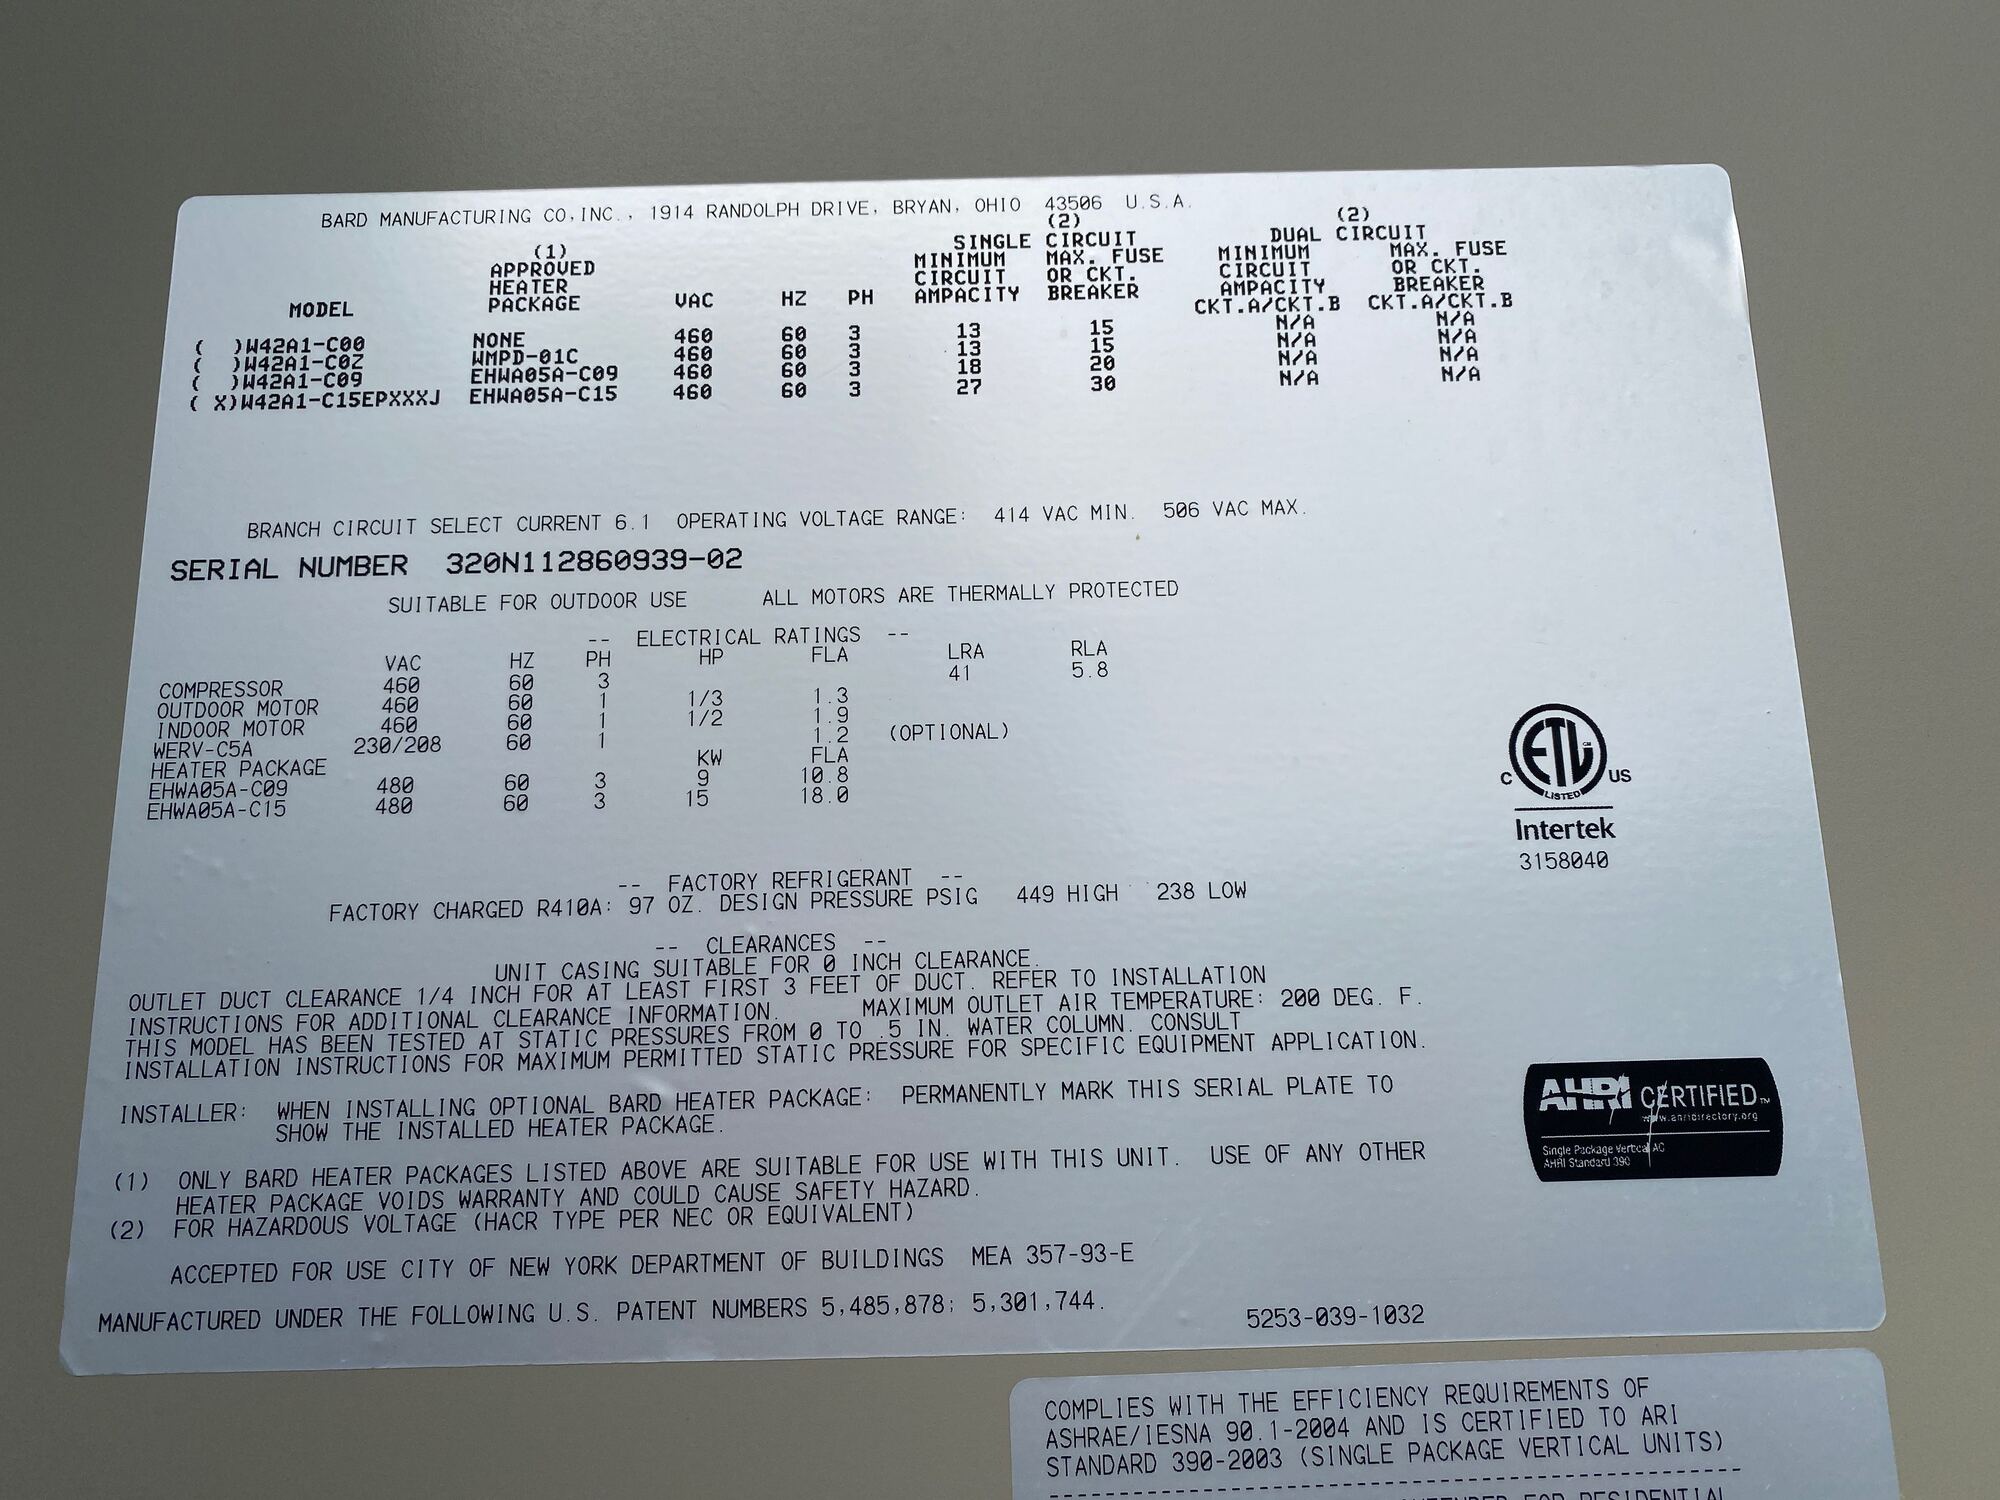 BARD MANUFACTURING CO,INC., 1914 RANDOLPH DRIVE, BRYAN, OHIO 43506 U.S.A.
(1) (2) (2)
SINGLE CIRCUIT DUAL CIRCUIT
APPROVED MINIMUM MAX. FUSE MINIMUM MAX. FUSE
HEATER CIRCUIT OR CKT. CIRCUIT OR CKT.
MODEL PACKAGE VAC HZ PH AMPACITY BREAKER AMPACITY BREAKER
CKT.A/CKT.B CKT.A/CKT.B
( )W42A1-C00 NONE 460 60 3 13 15 N/A N/A
( )W42A1-C0Z WMPD-01C 460 60 3 13 15 N/A N/A
( )W42A1-C09 EHWA05A-C09 460 60 3 18 20 N/A N/A
( X)W42A1-C15EPXXXJ EHWA05A-C15 460 60 3 27 30 N/A N/A
BRANCH CIRCUIT SELECT CURRENT 6.1 OPERATING VOLTAGE RANGE: 414 VAC MIN. 506 VAC MAX.
SERIAL NUMBER 320N112860939-02
SUITABLE FOR OUTDOOR USE ALL MOTORS ARE THERMALLY PROTECTED
-- ELECTRICAL RATINGS --
VAC HZ PH HP FLA LRA RLA
COMPRESSOR 460 60 3 41 5.8
OUTDOOR MOTOR 460 60 1 1/3 1.3
INDOOR MOTOR 460 60 1 1/2 1.9
WERV-C5A 230/208 60 1 1.2 (OPTIONAL)
HEATER PACKAGE KW FLA
EHWA05A-C09 480 60 3 9 10.8
EHWA05A-C15 480 60 3 15 18.0
ETL CM
C LISTED US
Intertek
3158040
-- FACTORY REFRIGERANT --
FACTORY CHARGED R410A: 97 OZ. DESIGN PRESSURE PSIG 449 HIGH 238 LOW
-- CLEARANCES --
UNIT CASING SUITABLE FOR 0 INCH CLEARANCE.
OUTLET DUCT CLEARANCE 1/4 INCH FOR AT LEAST FIRST 3 FEET OF DUCT. REFER TO INSTALLATION
INSTRUCTIONS FOR ADDITIONAL CLEARANCE INFORMATION. MAXIMUM OUTLET AIR TEMPERATURE: 200 DEG. F.
THIS MODEL HAS BEEN TESTED AT STATIC PRESSURES FROM 0 TO .5 IN. WATER COLUMN. CONSULT
INSTALLATION INSTRUCTIONS FOR MAXIMUM PERMITTED STATIC PRESSURE FOR SPECIFIC EQUIPMENT APPLICATION.
INSTALLER: WHEN INSTALLING OPTIONAL BARD HEATER PACKAGE: PERMANENTLY MARK THIS SERIAL PLATE TO
SHOW THE INSTALLED HEATER PACKAGE.
AHRI CERTIFIED TM
www.ahridirectory.org
Single Package Vertical AC
AHRI Standard 390
(1) ONLY BARD HEATER PACKAGES LISTED ABOVE ARE SUITABLE FOR USE WITH THIS UNIT. USE OF ANY OTHER
HEATER PACKAGE VOIDS WARRANTY AND COULD CAUSE SAFETY HAZARD.
(2) FOR HAZARDOUS VOLTAGE (HACR TYPE PER NEC OR EQUIVALENT)
ACCEPTED FOR USE CITY OF NEW YORK DEPARTMENT OF BUILDINGS MEA 357-93-E
MANUFACTURED UNDER THE FOLLOWING U.S. PATENT NUMBERS 5,485,878; 5,301,744.
5253-039-1032
COMPLIES WITH THE EFFICIENCY REQUIREMENTS OF
ASHRAE/IESNA 90.1-2004 AND IS CERTIFIED TO ARI
STANDARD 390-2003 (SINGLE PACKAGE VERTICAL UNITS)
FOR RESIDENTIAL